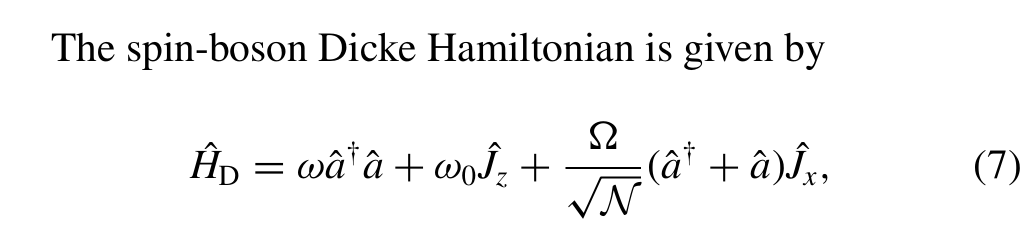 The spin-boson Dicke Hamiltonian is given by
Ĥ_D = ωâ†â + ω₀Ĵ_z + Ω/√𝒩 (â† + â)Ĵ_x, (7)